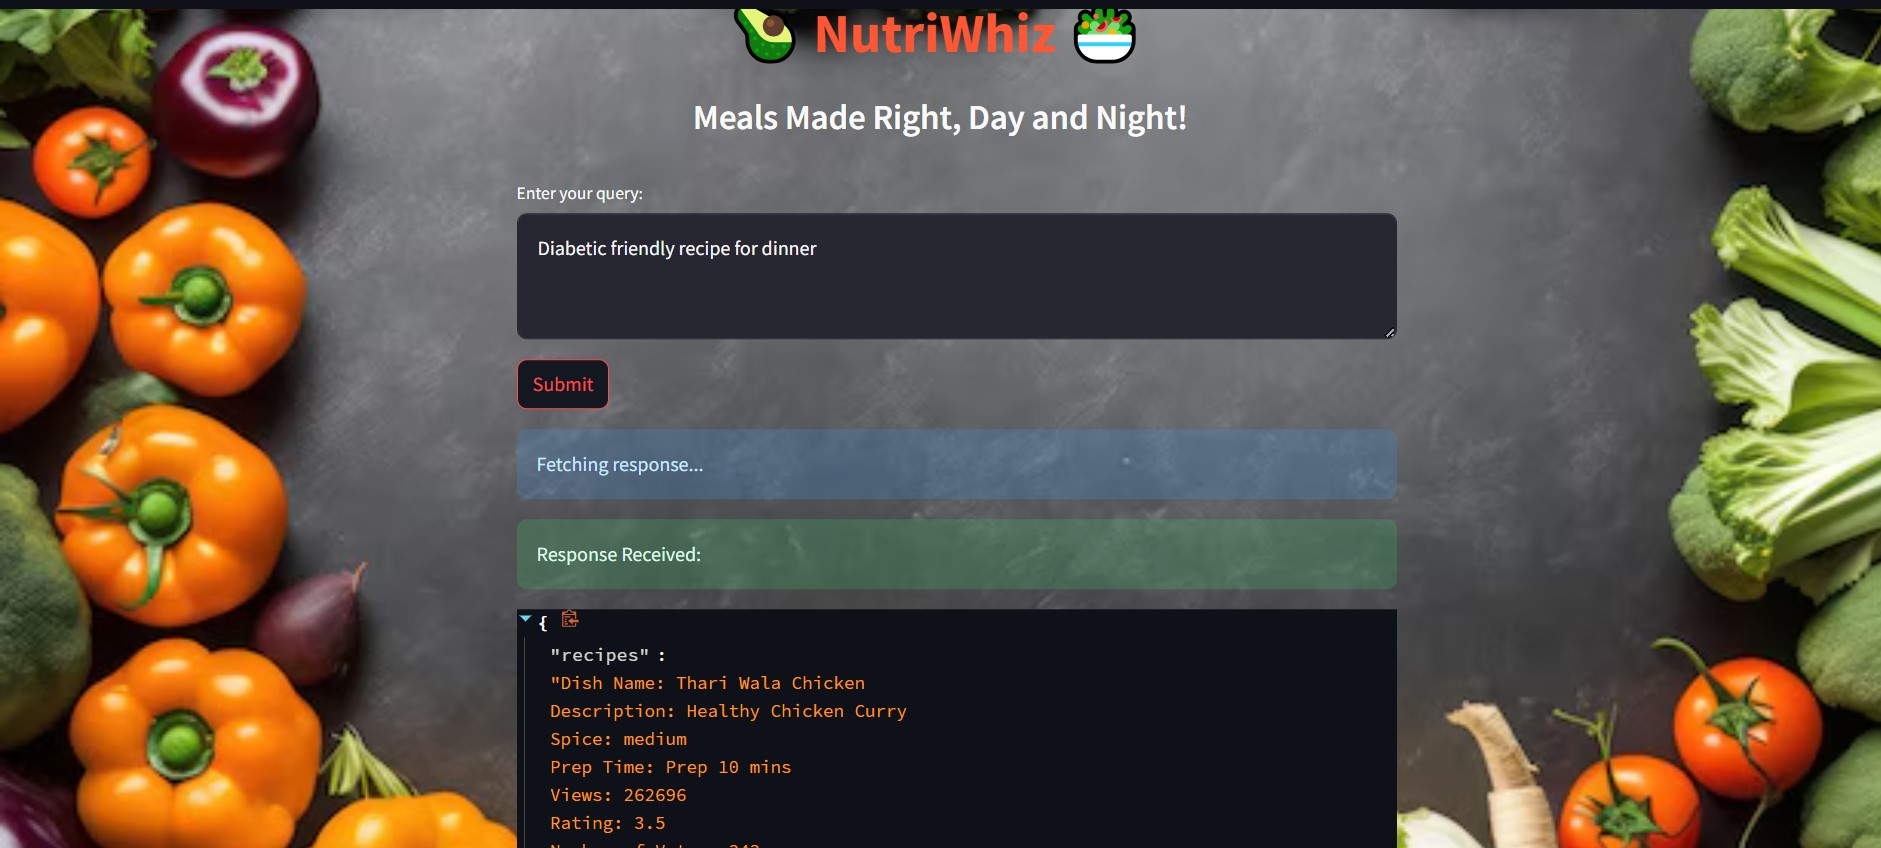 NutriWhiz
Meals Made Right, Day and Night!
Enter your query:
Diabetic friendly recipe for dinner
Submit
Fetching response...
Response Received:
{
"recipes" :
"Dish Name: Thari Wala Chicken
Description: Healthy Chicken Curry
Spice: medium
Prep Time: Prep 10 mins
Views: 262696
Rating: 3.5